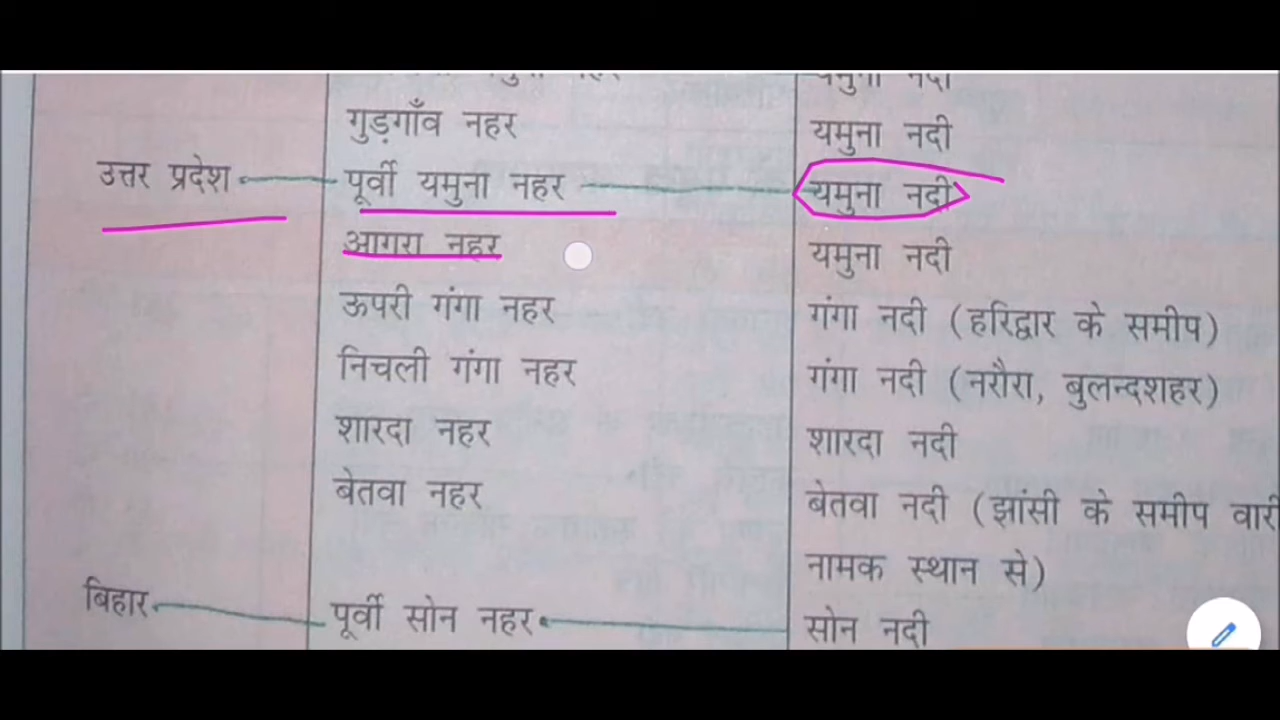 गुड़गाँव नहर यमुना नदी
उत्तर प्रदेश पूर्वी यमुना नहर यमुना नदी
आगरा नहर यमुना नदी
ऊपरी गंगा नहर गंगा नदी (हरिद्वार के समीप)
निचली गंगा नहर गंगा नदी (नरौरा, बुलन्दशहर)
शारदा नहर शारदा नदी
बेतवा नहर बेतवा नदी (झांसी के समीप
नामक स्थान से)
बिहार पूर्वी सोन नहर सोन नदी